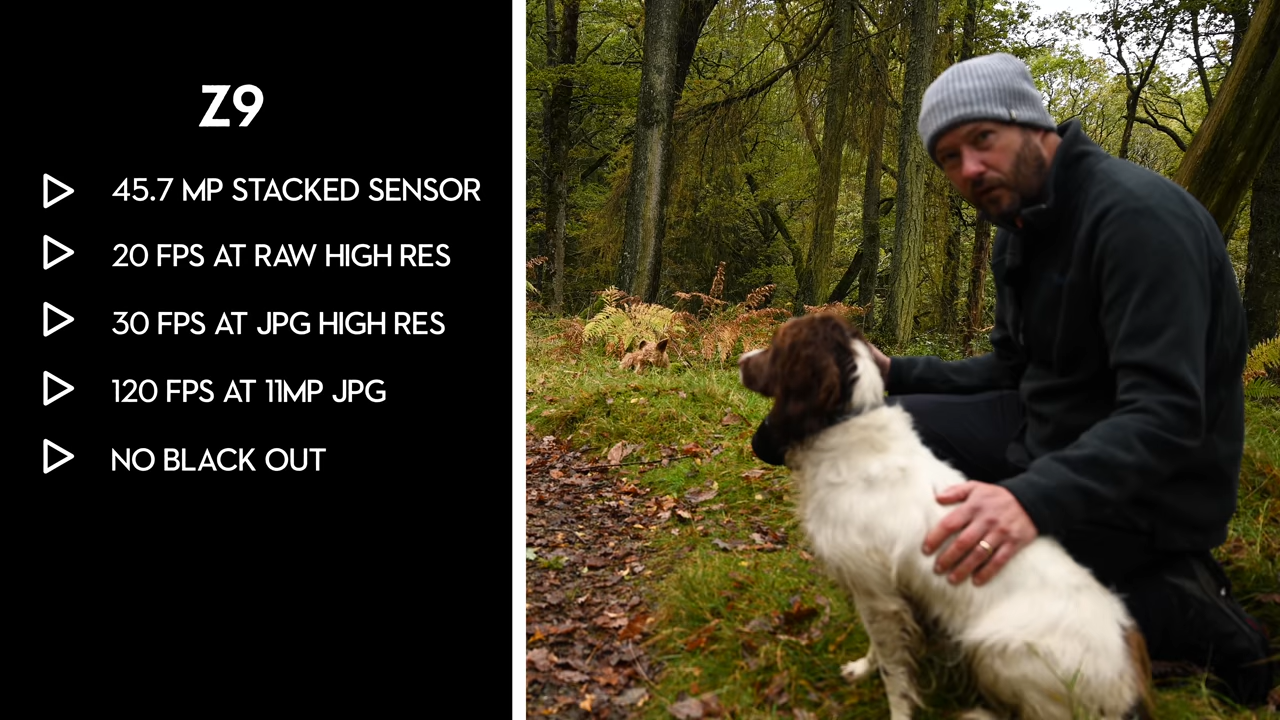 Z9
45.7 MP STACKED SENSOR
20 FPS AT RAW HIGH RES
30 FPS AT JPG HIGH RES
120 FPS AT 11MP JPG
NO BLACK OUT